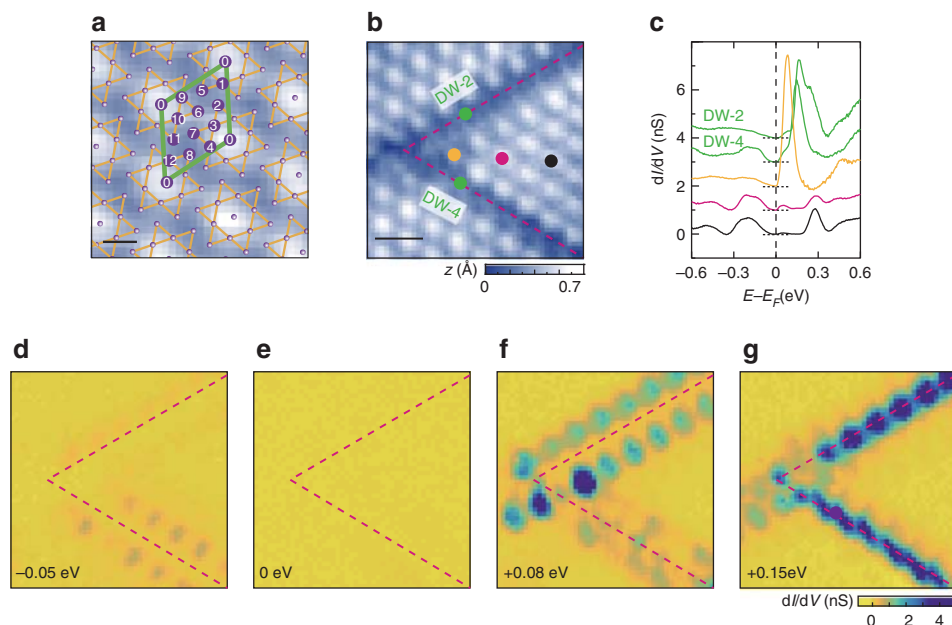 a
0
5
1
9
0
2
6
10
3
7
11
0
4
8
12
0
b
DW-2
DW-4
z (Å)
0 0.7
c
dI/dV (nS)
6
4
2
0
DW-2
DW-4
–0.6 –0.3 0 0.3 0.6
E–E_F(eV)
d
–0.05 eV
e
0 eV
f
+0.08 eV
g
+0.15eV
dI/dV (nS)
0 2 4